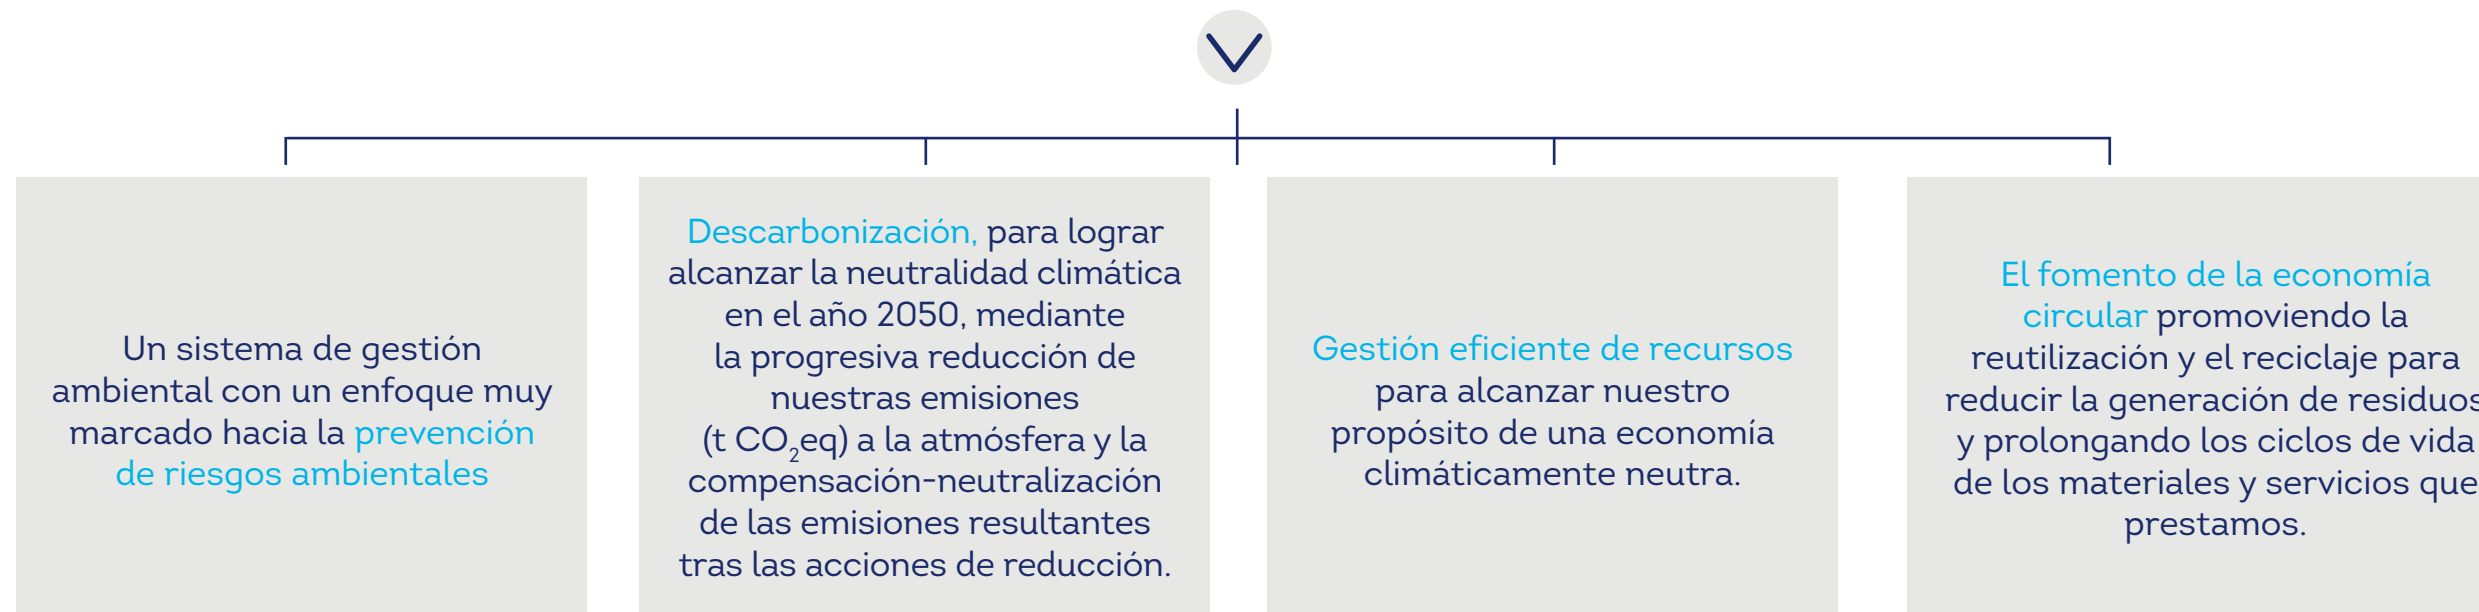 Un sistema de gestión
ambiental con un enfoque muy
marcado hacia la prevención
de riesgos ambientales
Descarbonización, para lograr
alcanzar la neutralidad climática
en el año 2050, mediante
la progresiva reducción de
nuestras emisiones
(t CO₂eq) a la atmósfera y la
compensación-neutralización
de las emisiones resultantes
tras las acciones de reducción.
Gestión eficiente de recursos
para alcanzar nuestro
propósito de una economía
climáticamente neutra.
El fomento de la economía
circular promoviendo la
reutilización y el reciclaje para
reducir la generación de residuos
y prolongando los ciclos de vida
de los materiales y servicios que
prestamos.